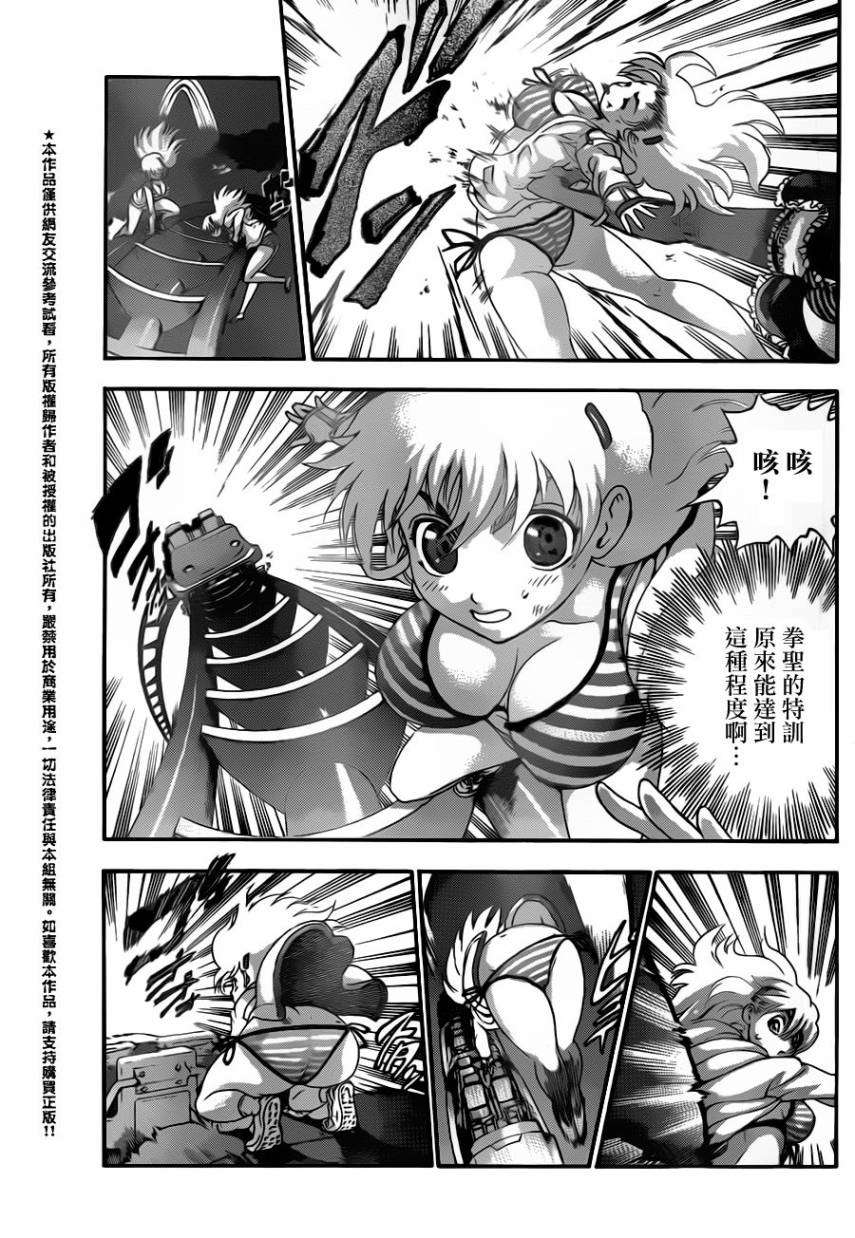 咳
咳！
拳聖的特訓
原來能達到
這種程度啊…
★本作品僅供網友交流參考試看，所有版權歸作者和被授權的出版社所有，嚴禁用於商業用途，一切法律責任與本組無關。如喜歡本作品，請支持購買正版!!